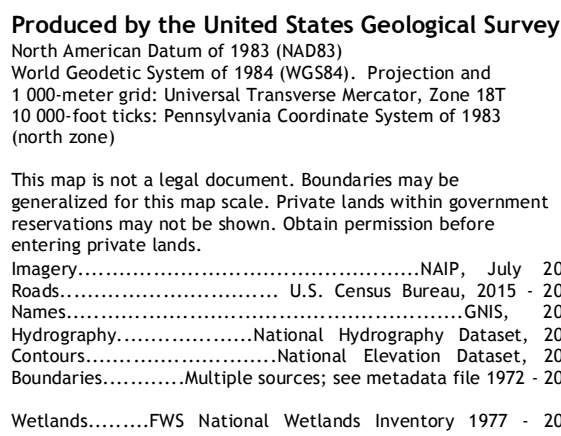 Produced by the United States Geological Survey
North American Datum of 1983 (NAD83)
World Geodetic System of 1984 (WGS84). Projection and
1 000-meter grid: Universal Transverse Mercator, Zone 18T
10 000-foot ticks: Pennsylvania Coordinate System of 1983
(north zone)
This map is not a legal document. Boundaries may be
generalized for this map scale. Private lands within government
reservations may not be shown. Obtain permission before
entering private lands.
Imagery................................................NAIP, July 20
Roads................................ U.S. Census Bureau, 2015 - 20
Names........................................................GNIS, 20
Hydrography....................National Hydrography Dataset, 20
Contours............................National Elevation Dataset, 20
Boundaries............Multiple sources; see metadata file 1972 - 20
Wetlands.........FWS National Wetlands Inventory 1977 - 20